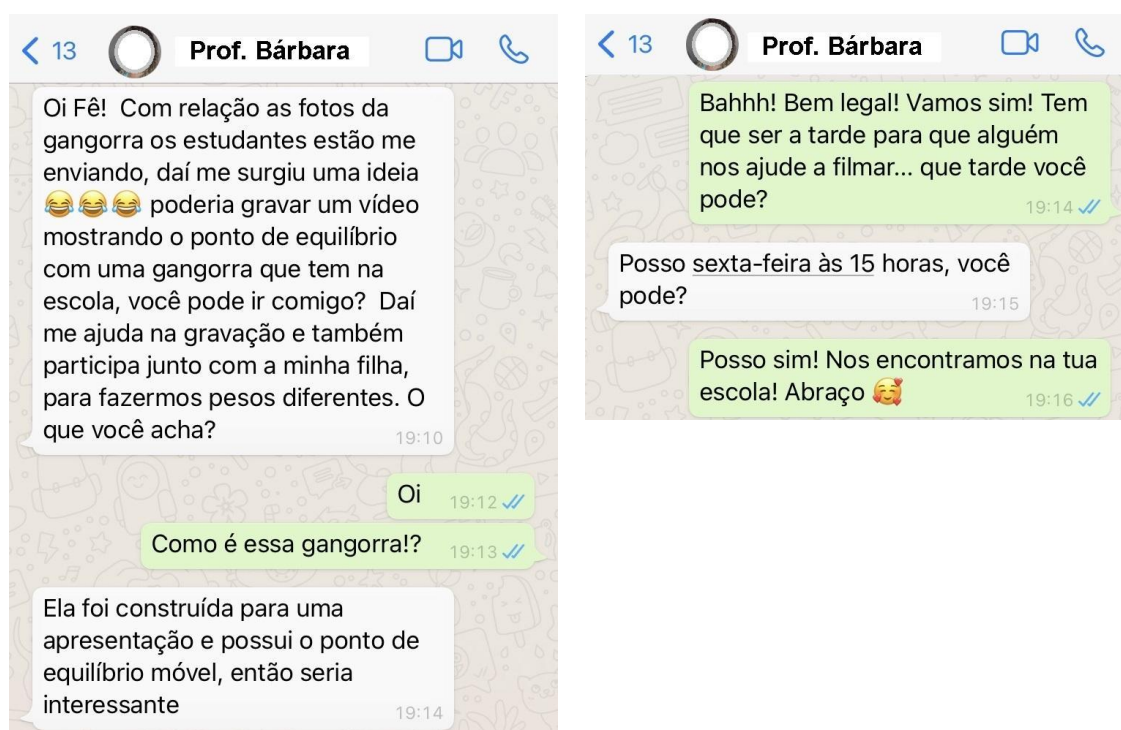 13
Prof. Bárbara
Oi Fê!  Com relação as fotos da
gangorra os estudantes estão me
enviando, daí me surgiu uma ideia
😂😂😂 poderia gravar um vídeo
mostrando o ponto de equilíbrio
com uma gangorra que tem na
escola, você pode ir comigo?  Daí
me ajuda na gravação e também
participa junto com a minha filha,
para fazermos pesos diferentes. O
que você acha?
19:10
Oi
19:12
Como é essa gangorra!?
19:13
Ela foi construída para uma
apresentação e possui o ponto de
equilíbrio móvel, então seria
interessante
19:14
13
Prof. Bárbara
Bahhh! Bem legal! Vamos sim! Tem
que ser a tarde para que alguém
nos ajude a filmar... que tarde você
pode?
19:14
Posso sexta-feira às 15 horas, você
pode?
19:15
Posso sim! Nos encontramos na tua
escola! Abraço 🥰
19:16